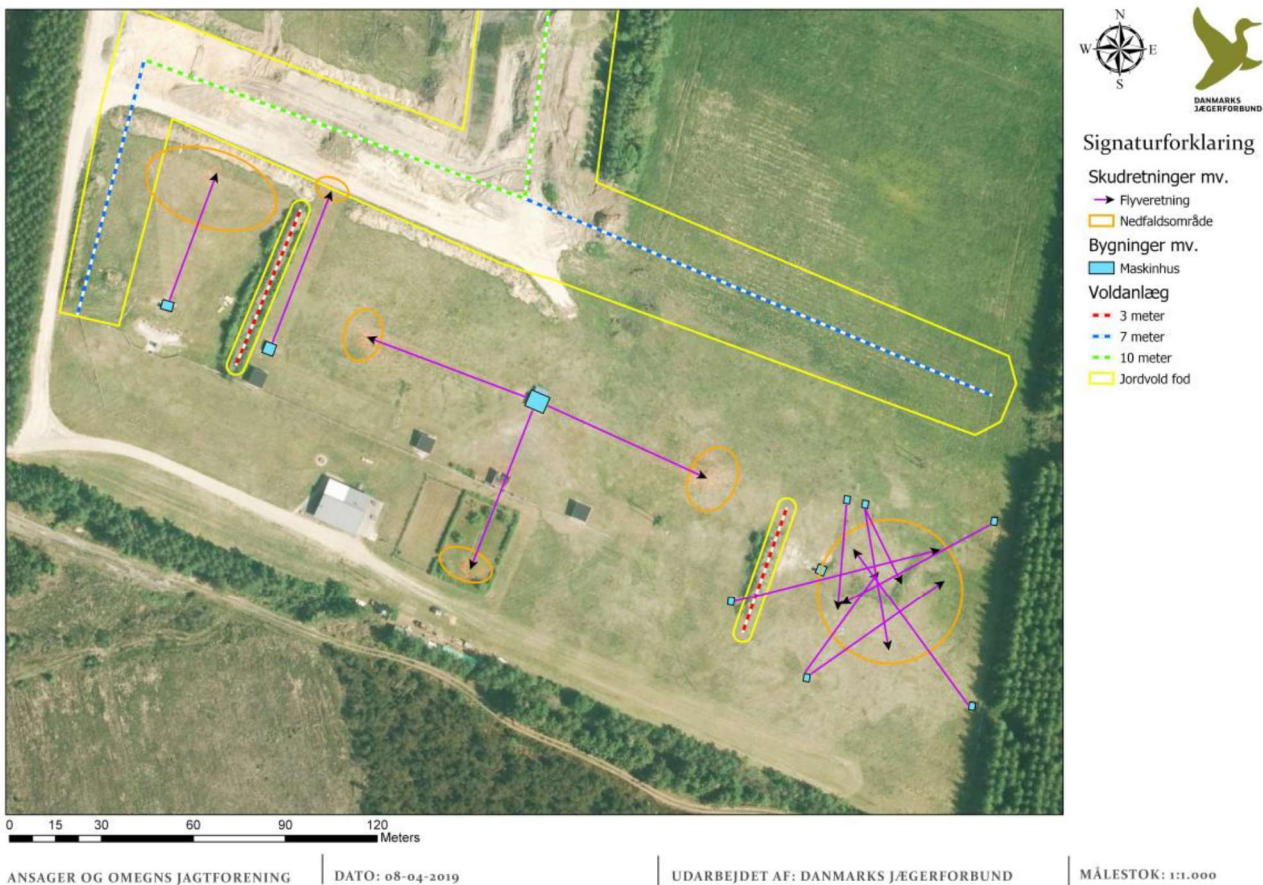 N
W E
S
DANMARKS
JÆGERFORBUND
Signaturforklaring
Skudretninger mv.
Flyveretning
Nedfaldsområde
Bygninger mv.
Maskinhus
Voldanlæg
3 meter
7 meter
10 meter
Jordvold fod
0 15 30 60 90 120
Meters
ANSAGER OG OMEGNS JAGTFORENING DATO: 08-04-2019 UDARBEJDET AF: DANMARKS JÆGERFORBUND MÅLESTOK: 1:1.000